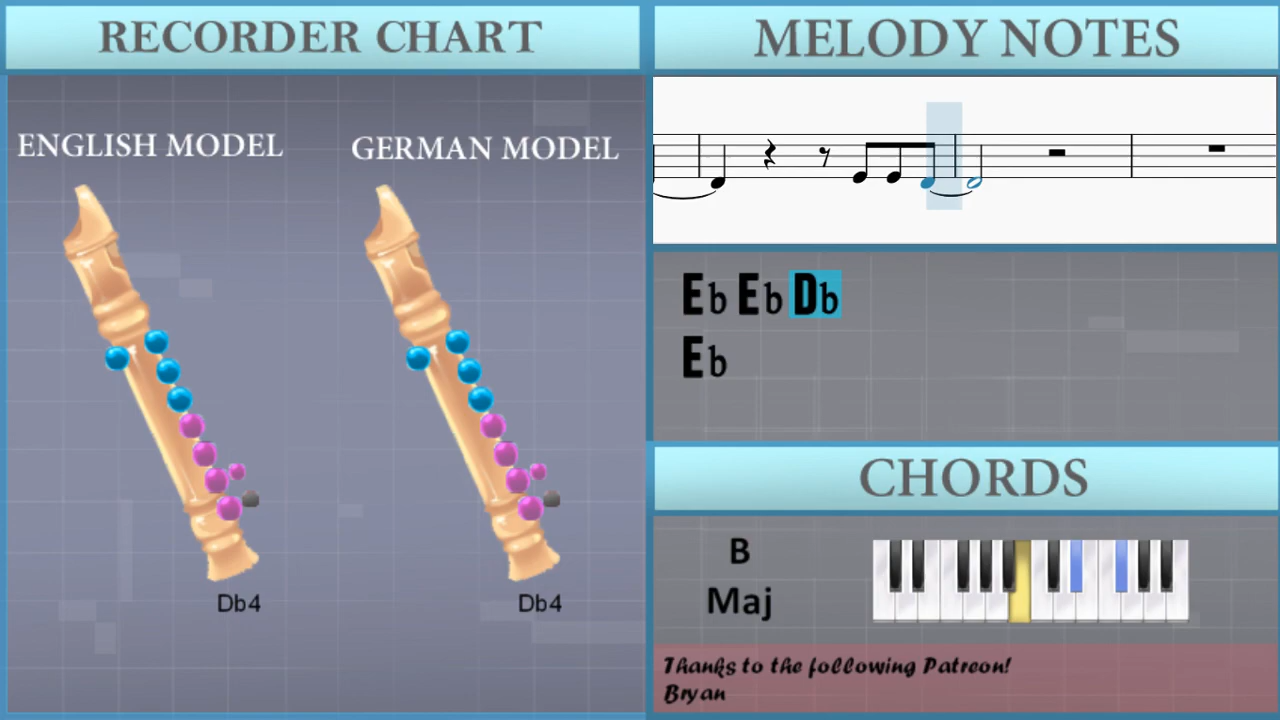 RECORDER CHART
MELODY NOTES
ENGLISH MODEL
GERMAN MODEL
Eb Eb Db
Eb
CHORDS
B
Maj
Db4
Db4
Thanks to the following Patreon!
Bryan